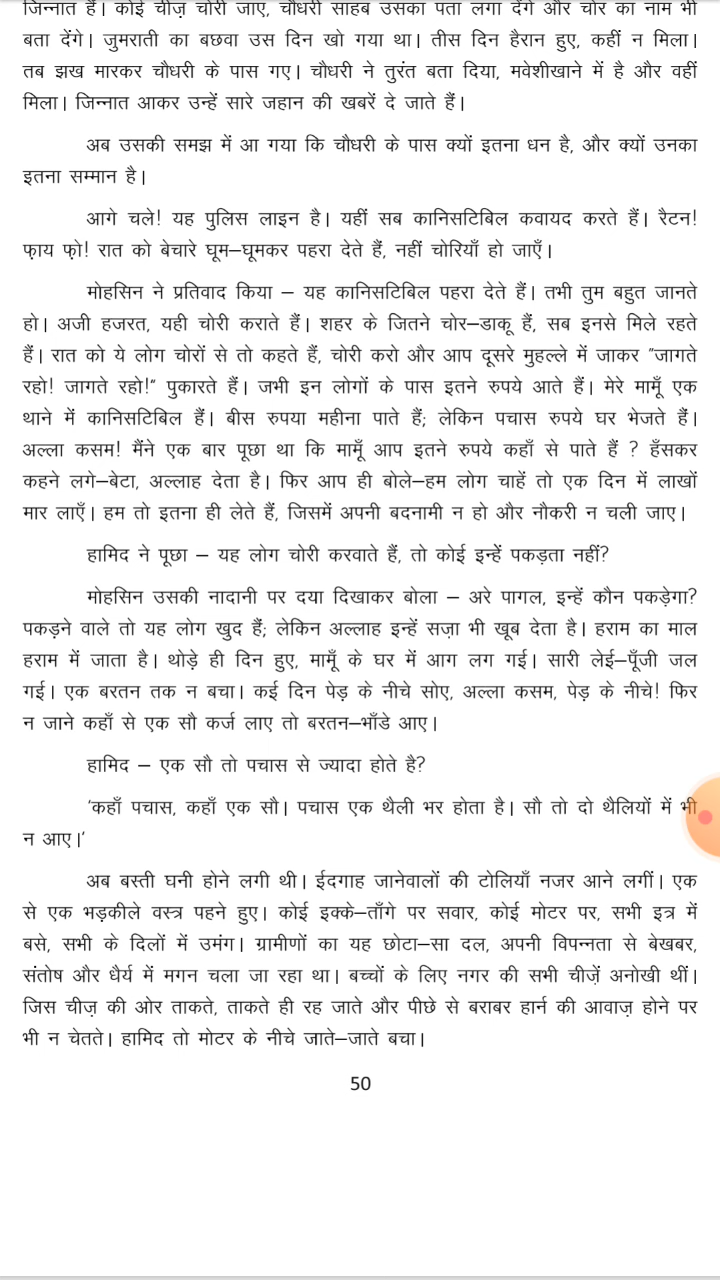 जिन्नात हैं। कोई चीज़ चोरी जाए, चौधरी साहब उसका पता लगा देंगे और चोर का नाम भी
बता देंगे। जुमराती का बछवा उस दिन खो गया था। तीस दिन हैरान हुए, कहीं न मिला।
तब झख मारकर चौधरी के पास गए। चौधरी ने तुरंत बता दिया, मवेशीखाने में है और वहीं
मिला। जिन्नात आकर उन्हें सारे जहान की खबरें दे जाते हैं।
अब उसकी समझ में आ गया कि चौधरी के पास क्यों इतना धन है, और क्यों उनका
इतना सम्मान है।
आगे चले! यह पुलिस लाइन है। यहीं सब कानिसटिबिल कवायद करते हैं। रैटन!
फ़ाय फ़ो! रात को बेचारे घूम–घूमकर पहरा देते हैं, नहीं चोरियाँ हो जाएँ।
मोहसिन ने प्रतिवाद किया – यह कानिसटिबिल पहरा देते हैं। तभी तुम बहुत जानते
हो। अजी हजरत, यही चोरी कराते हैं। शहर के जितने चोर–डाकू हैं, सब इनसे मिले रहते
हैं। रात को ये लोग चोरों से तो कहते हैं, चोरी करो और आप दूसरे मुहल्ले में जाकर "जागते
रहो! जागते रहो!" पुकारते हैं। जभी इन लोगों के पास इतने रुपये आते हैं। मेरे मामूँ एक
थाने में कानिसटिबिल हैं। बीस रुपया महीना पाते हैं; लेकिन पचास रुपये घर भेजते हैं।
अल्ला कसम! मैंने एक बार पूछा था कि मामूँ आप इतने रुपये कहाँ से पाते हैं ? हँसकर
कहने लगे–बेटा, अल्लाह देता है। फिर आप ही बोले–हम लोग चाहें तो एक दिन में लाखों
मार लाएँ। हम तो इतना ही लेते हैं, जिसमें अपनी बदनामी न हो और नौकरी न चली जाए।
हामिद ने पूछा – यह लोग चोरी करवाते हैं, तो कोई इन्हें पकड़ता नहीं?
मोहसिन उसकी नादानी पर दया दिखाकर बोला – अरे पागल, इन्हें कौन पकड़ेगा?
पकड़ने वाले तो यह लोग खुद हैं; लेकिन अल्लाह इन्हें सज़ा भी खूब देता है। हराम का माल
हराम में जाता है। थोड़े ही दिन हुए, मामूँ के घर में आग लग गई। सारी लेई–पूँजी जल
गई। एक बरतन तक न बचा। कई दिन पेड़ के नीचे सोए, अल्ला कसम, पेड़ के नीचे! फिर
न जाने कहाँ से एक सौ कर्ज लाए तो बरतन–भाँडे आए।
हामिद – एक सौ तो पचास से ज्यादा होते है?
'कहाँ पचास, कहाँ एक सौ। पचास एक थैली भर होता है। सौ तो दो थैलियों में भी
न आए।'
अब बस्ती घनी होने लगी थी। ईदगाह जानेवालों की टोलियाँ नजर आने लगीं। एक
से एक भड़कीले वस्त्र पहने हुए। कोई इक्के–ताँगे पर सवार, कोई मोटर पर, सभी इत्र में
बसे, सभी के दिलों में उमंग। ग्रामीणों का यह छोटा–सा दल, अपनी विपन्नता से बेखबर,
संतोष और धैर्य में मगन चला जा रहा था। बच्चों के लिए नगर की सभी चीज़ें अनोखी थीं।
जिस चीज़ की ओर ताकते, ताकते ही रह जाते और पीछे से बराबर हार्न की आवाज़ होने पर
भी न चेतते। हामिद तो मोटर के नीचे जाते–जाते बचा।
50